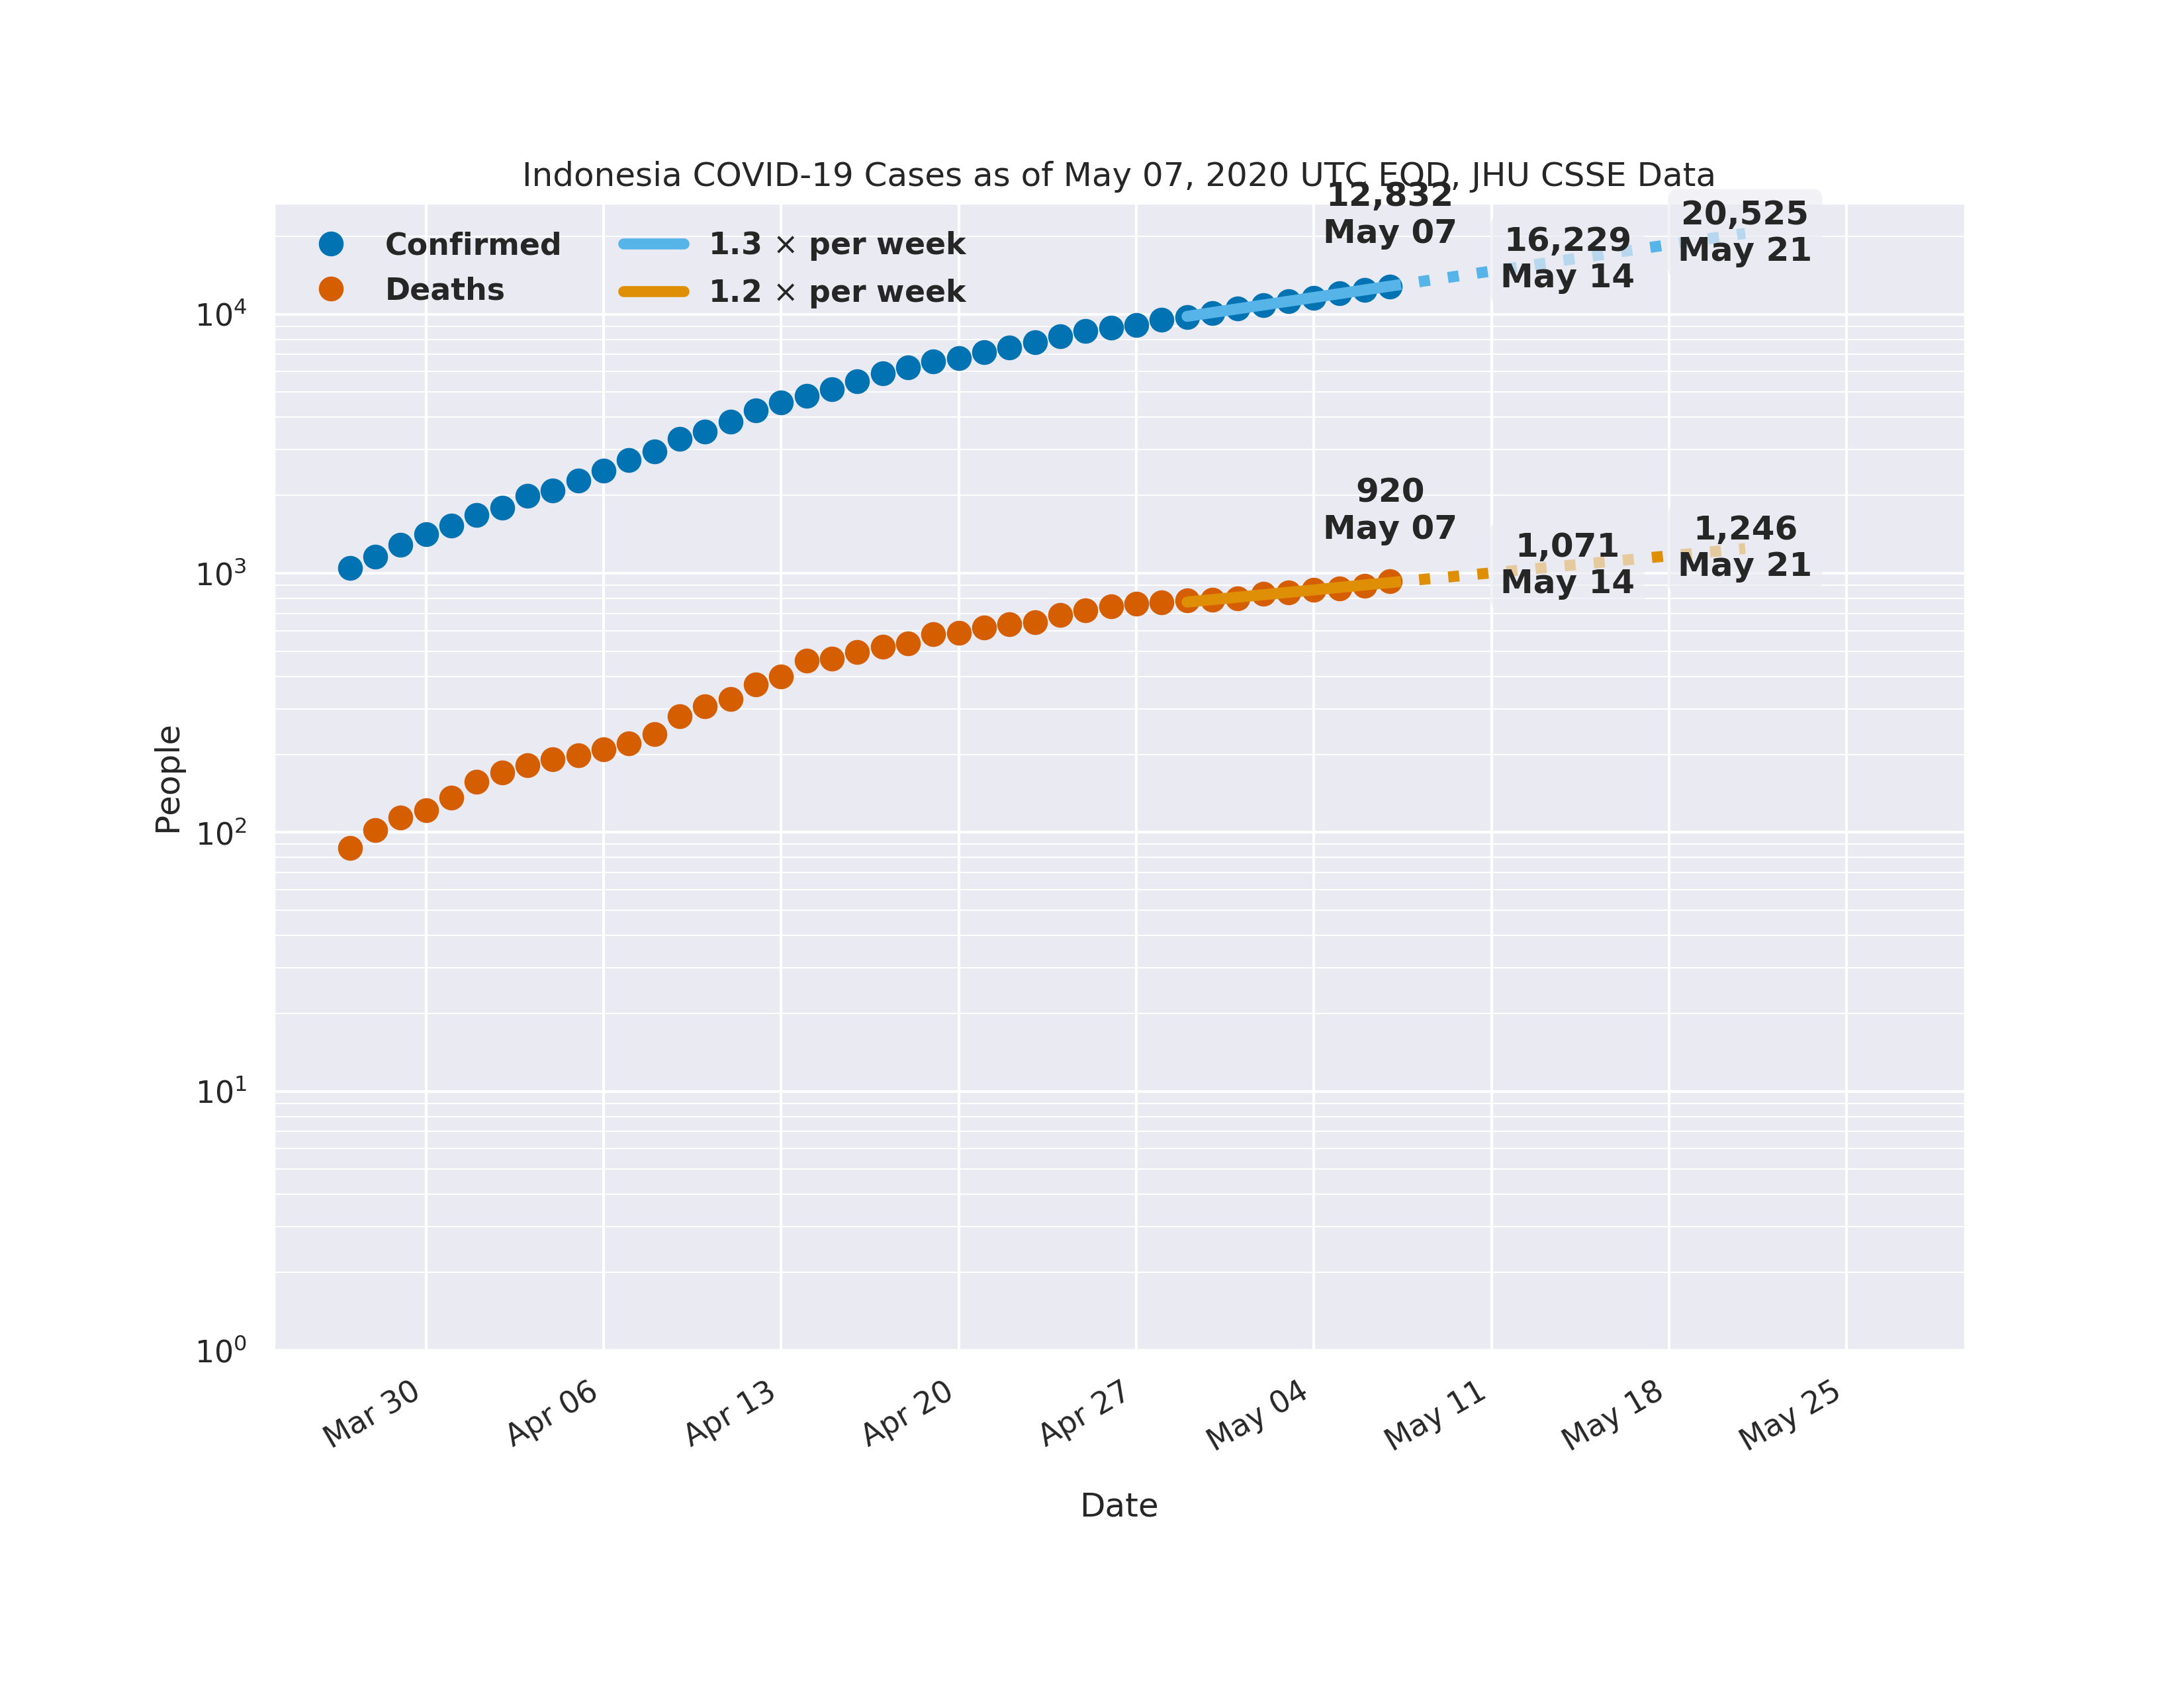 Indonesia COVID-19 Cases as of May 07, 2020 UTC EOD, JHU CSSE Data
Confirmed
Deaths
1.3 × per week
1.2 × per week
12,832
May 07
16,229
May 14
20,525
May 21
920
May 07
1,071
May 14
1,246
May 21
People
10⁴
10³
10²
10¹
10⁰
Mar 30
Apr 06
Apr 13
Apr 20
Apr 27
May 04
May 11
May 18
May 25
Date